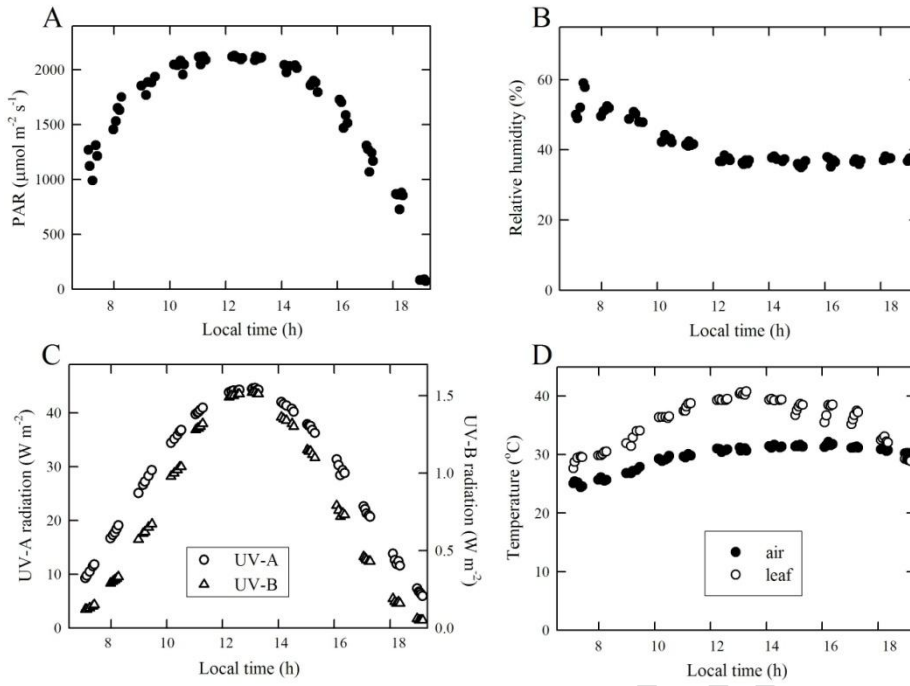 A
PAR (μmol m⁻² s⁻¹)
2000
1500
1000
500
0
8 10 12 14 16 18
Local time (h)
B
Relative humidity (%)
60
40
20
0
8 10 12 14 16 18
Local time (h)
C
UV-A radiation (W m⁻²)
40
30
20
10
0
UV-A
UV-B
1.5
1.0
0.5
0.0
UV-B radiation (W m⁻²)
8 10 12 14 16 18
Local time (h)
D
Temperature (°C)
40
30
20
10
0
air
leaf
8 10 12 14 16 18
Local time (h)